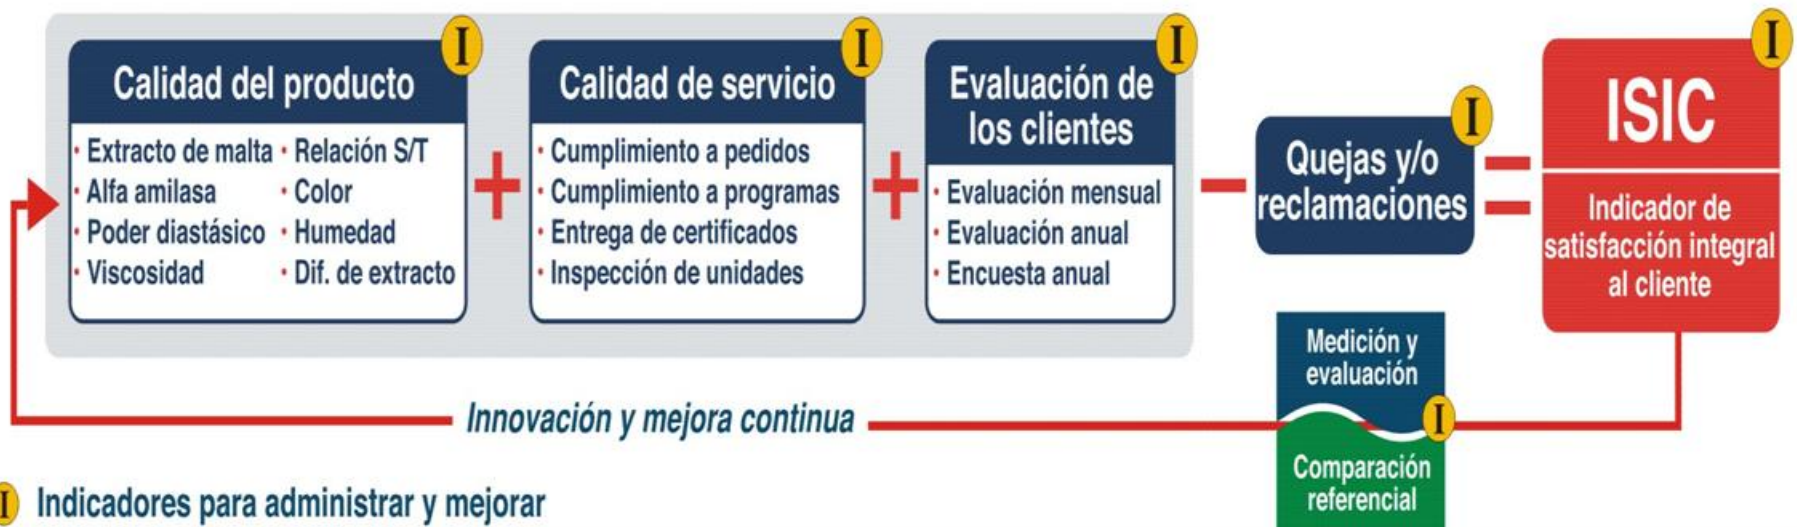 I
I
I
I
I
Calidad del producto
· Extracto de malta
· Alfa amilasa
· Poder diastásico
· Viscosidad
· Relación S/T
· Color
· Humedad
· Dif. de extracto
+
Calidad de servicio
· Cumplimiento a pedidos
· Cumplimiento a programas
· Entrega de certificados
· Inspección de unidades
+
Evaluación de
los clientes
· Evaluación mensual
· Evaluación anual
· Encuesta anual
−
Quejas y/o
reclamaciones
=
ISIC
Indicador de
satisfacción integral
al cliente
Medición y
evaluación
I
Comparación
referencial
Innovación y mejora continua
I Indicadores para administrar y mejorar